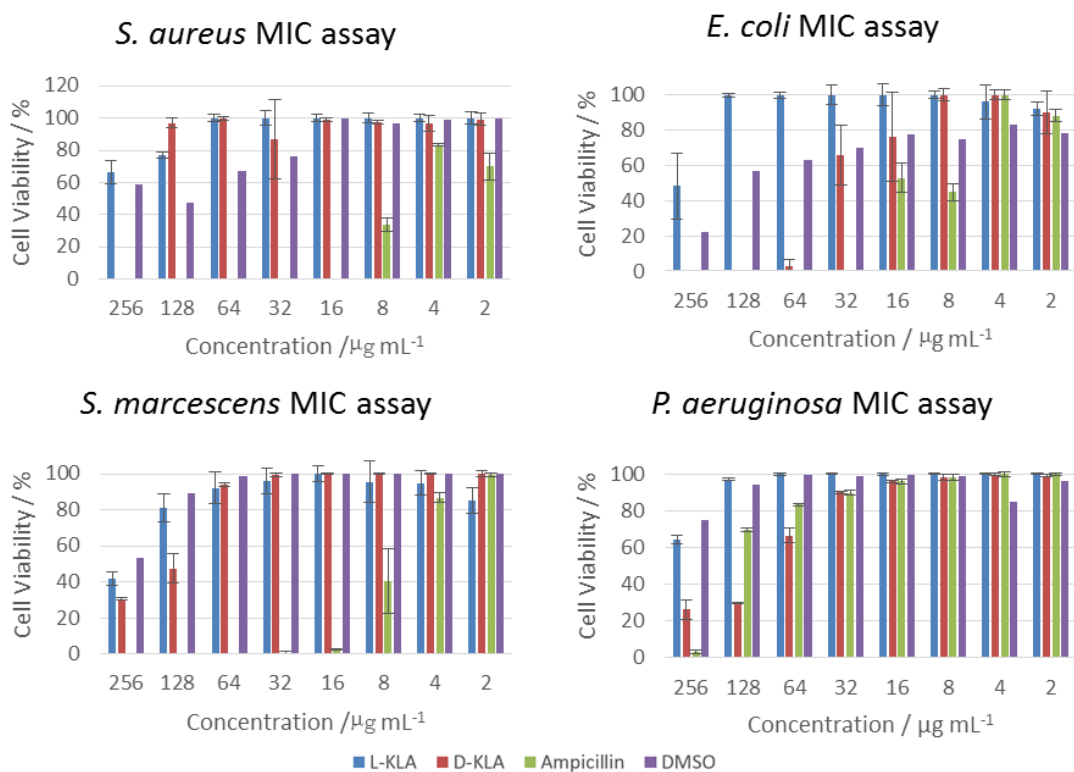 S. aureus MIC assay
Cell Viability / %
120
100
80
60
40
20
0
256 128 64 32 16 8 4 2
Concentration /μg mL-1
E. coli MIC assay
Cell Viability / %
100
80
60
40
20
0
256 128 64 32 16 8 4 2
Concentration / μg mL-1
S. marcescens MIC assay
Cell Viability / %
100
80
60
40
20
0
256 128 64 32 16 8 4 2
Concentration /μg mL-1
P. aeruginosa MIC assay
Cell Viability / %
100
80
60
40
20
0
256 128 64 32 16 8 4 2
Concentration / μg mL-1
L-KLA D-KLA Ampicillin DMSO